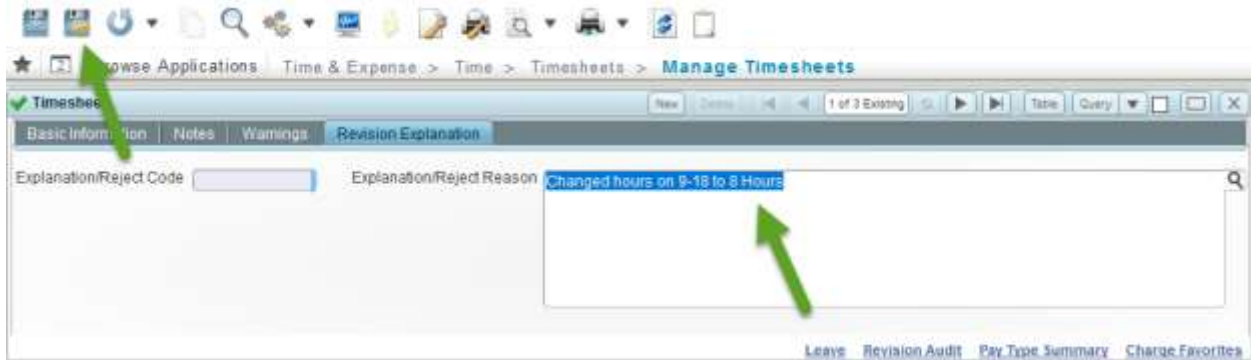 Browse Applications Time & Expense > Time > Timesheets > Manage Timesheets
New 1 of 3 Existing Table Query X
Basic Notes Warnings Revision Explanation
Explanation/Reject Code Explanation/Reject Reason Changed hours on 9-18 to 8 Hours
Leave Revision Audit Pay Type Summary Charge Favorites